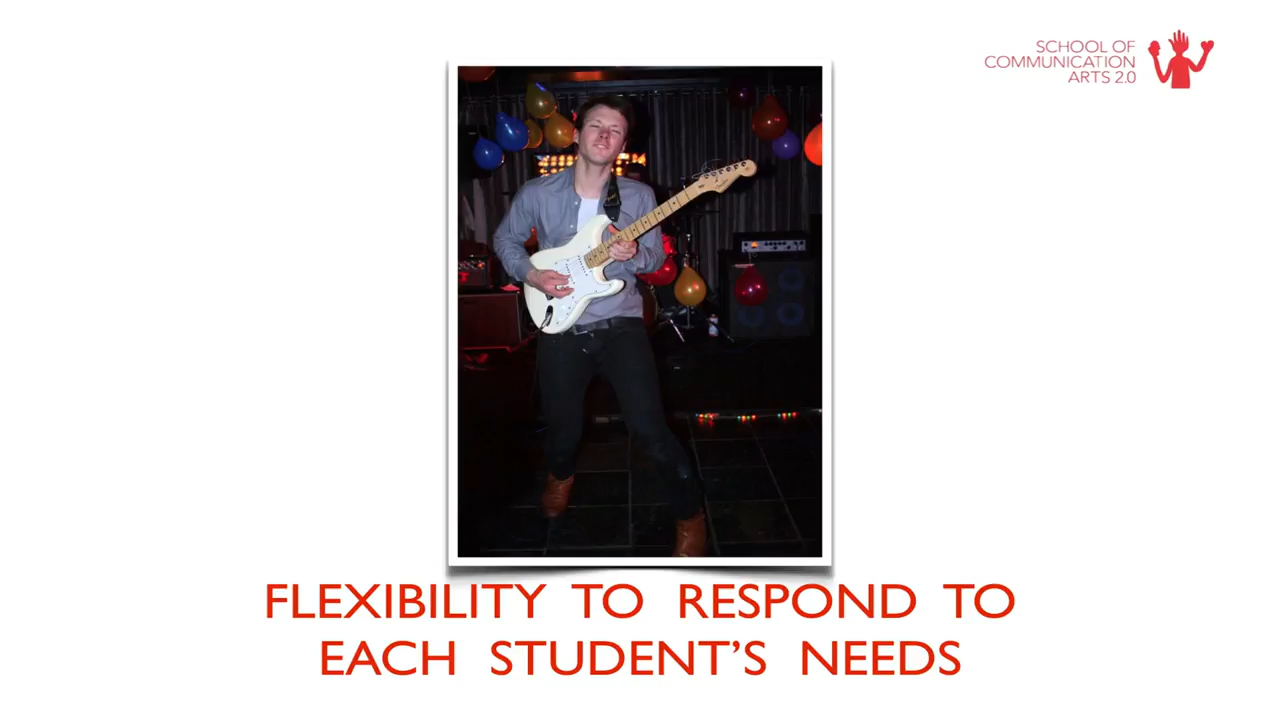 SCHOOL OF
COMMUNICATION
ARTS 2.0
FLEXIBILITY TO RESPOND TO
EACH STUDENT'S NEEDS